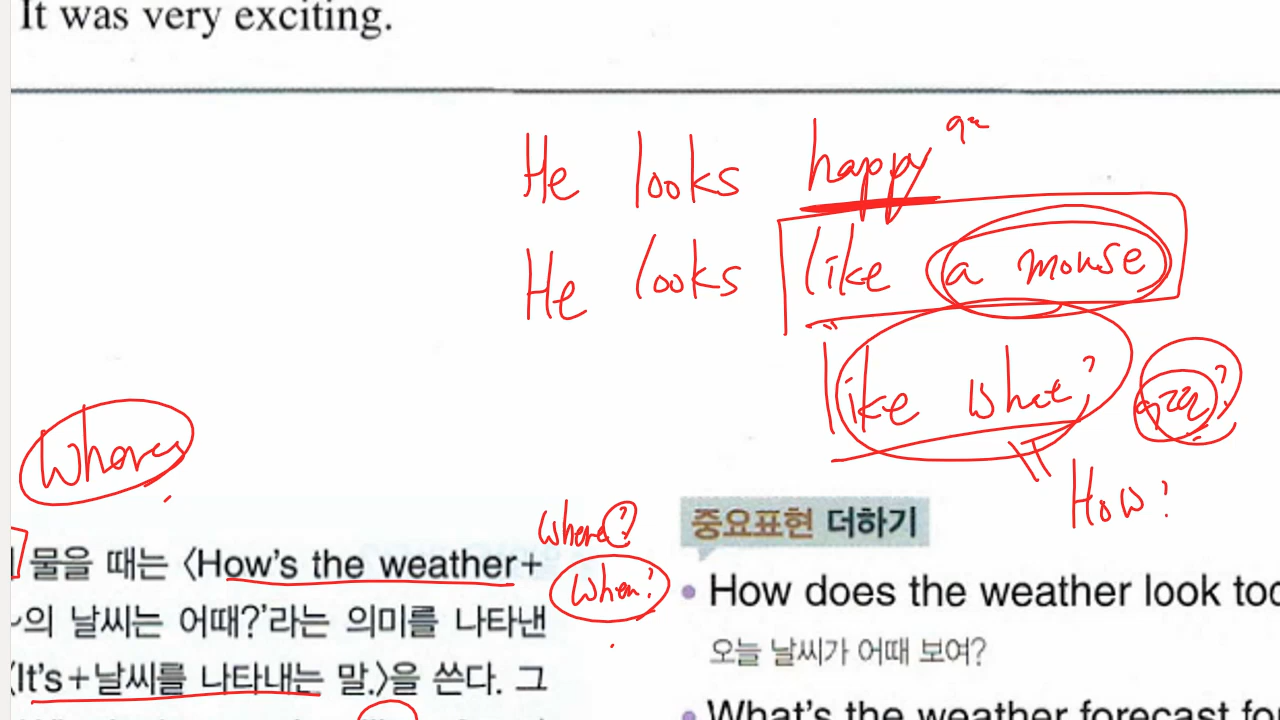 It was very exciting.
He looks happy
He looks like a mouse
like what?
How?
where?
when?
물을 때는 〈How's the weather+
~의 날씨는 어때?'라는 의미를 나타낸
〈It's+날씨를 나타내는 말.〉을 쓴다. 그
중요표현 더하기
• How does the weather look too
오늘 날씨가 어때 보여?
• What's the weather forecast for